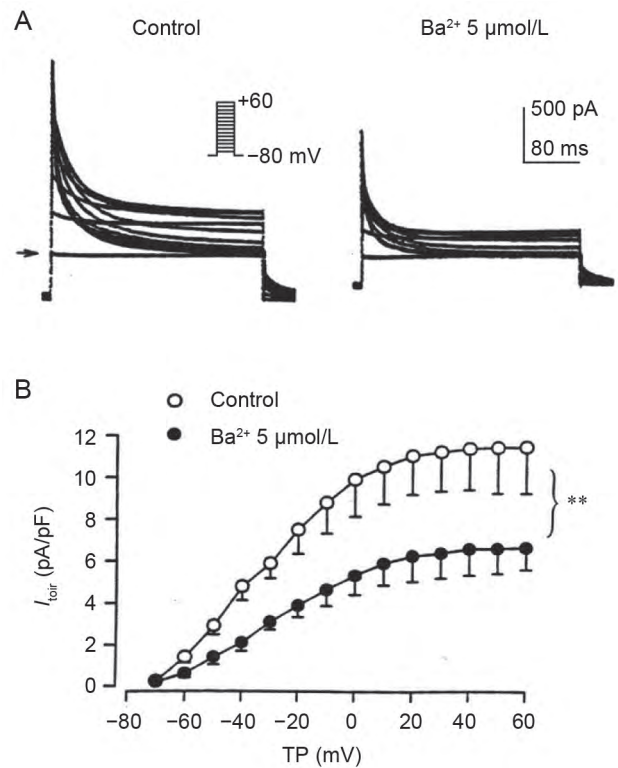 A
Control
Ba²⁺ 5 μmol/L
+60
−80 mV
500 pA
80 ms
B
Control
Ba²⁺ 5 μmol/L
12
10
8
6
4
2
0
Itoir (pA/pF)
**
−80 −60 −40 −20 0 20 40 60
TP (mV)